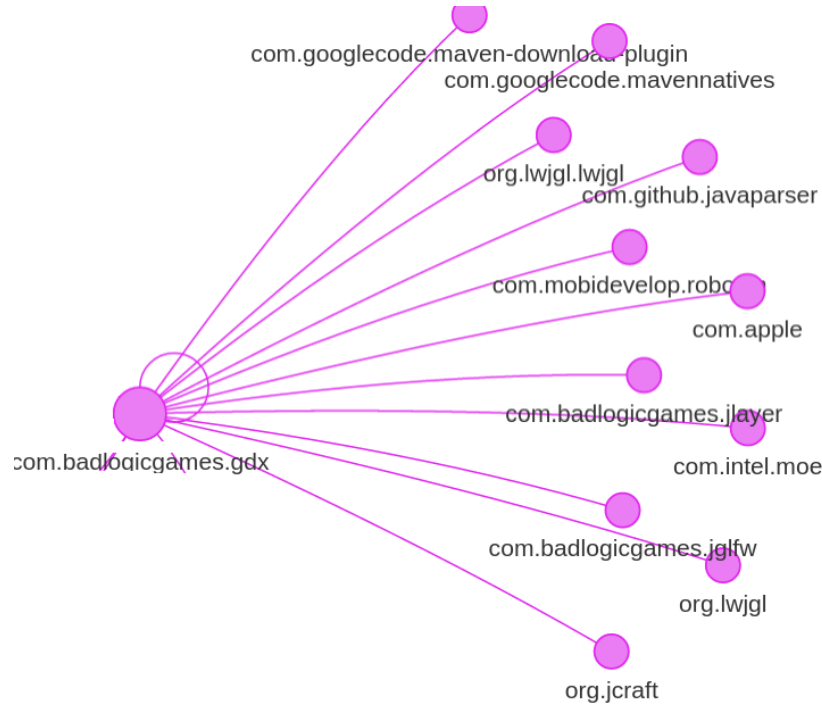 com.googlecode.maven-download-plugin
com.googlecode.mavennatives
org.lwjgl.lwjgl
com.github.javaparser
com.apple
com.badlogicgames.jlayer
com.badlogicgames.gdx
com.intel.moe
com.badlogicgames.jglfw
org.lwjgl
org.jcraft